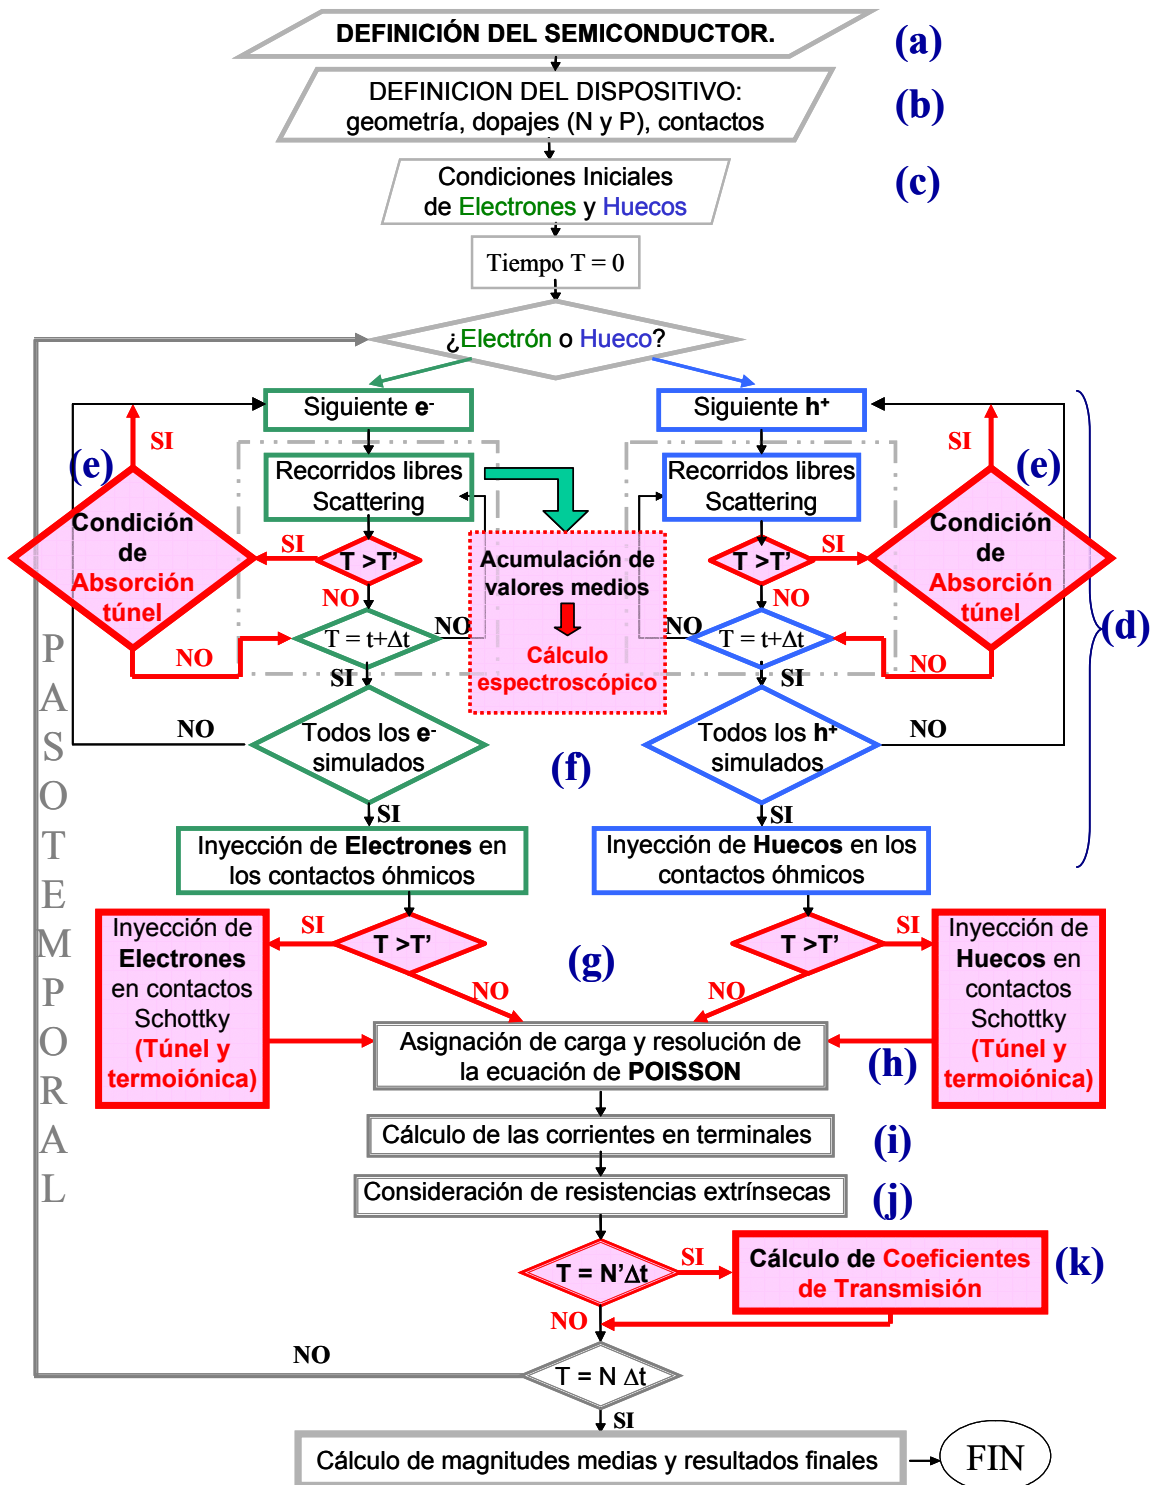 DEFINICIÓN DEL SEMICONDUCTOR.
(a)
DEFINICION DEL DISPOSITIVO:
geometría, dopajes (N y P), contactos
(b)
Condiciones Iniciales
de Electrones y Huecos
(c)
Tiempo T = 0
¿Electrón o Hueco?
Siguiente e-
Siguiente h+
SI
SI
(e)
(e)
Recorridos libres
Scattering
Recorridos libres
Scattering
Condición
de
Absorción
túnel
SI
T >T'
NO
Acumulación de
valores medios
Cálculo
espectroscópico
T >T'
SI
NO
Condición
de
Absorción
túnel
(d)
NO
T = t+Δt
NO
SI
NO
T = t+Δt
NO
SI
NO
Todos los e-
simulados
NO
Todos los h+
simulados
(f)
SI
SI
Inyección de Electrones en
los contactos óhmicos
Inyección de Huecos en los
contactos óhmicos
PASO TEMPORAL
Inyección de
Electrones
en contactos
Schottky
(Túnel y
termoiónica)
SI
T >T'
NO
(g)
T >T'
SI
NO
Inyección de
Huecos en
contactos
Schottky
(Túnel y
termoiónica)
Asignación de carga y resolución de
la ecuación de POISSON
(h)
Cálculo de las corrientes en terminales
(i)
Consideración de resistencias extrínsecas
(j)
T = N'Δt
SI
Cálculo de Coeficientes
de Transmisión
(k)
NO
NO
T = N Δt
SI
Cálculo de magnitudes medias y resultados finales
FIN